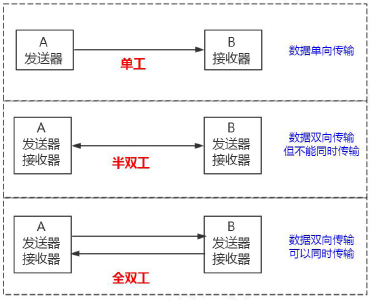 A
发送器
B
接收器
单工
数据单向传输
A
发送器
接收器
B
发送器
接收器
半双工
数据双向传输
但不能同时传输
A
发送器
接收器
B
发送器
接收器
全双工
数据双向传输
可以同时传输